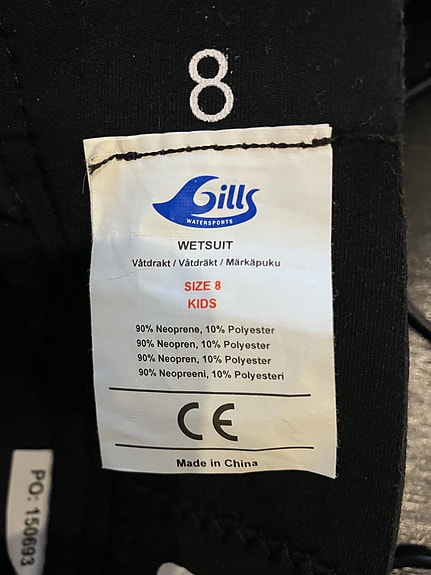 8
Gills
WATERSPORTS
WETSUIT
Våtdrakt / Våtdräkt / Märkäpuku
SIZE 8
KIDS
90% Neoprene, 10% Polyester
90% Neopren, 10% Polyester
90% Neopren, 10% Polyester
90% Neopreeni, 10% Polyesteri
CE
Made in China
PO: 150693